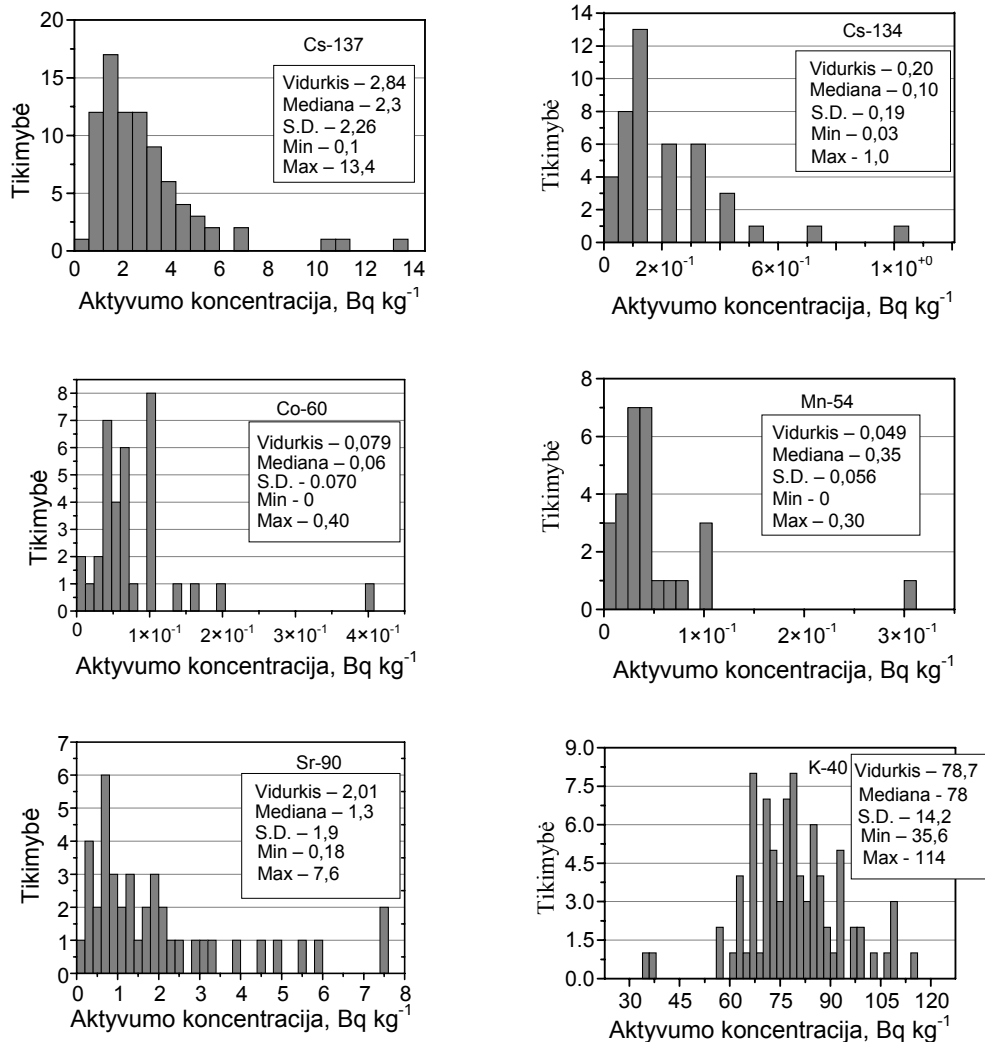 Cs-137
Vidurkis – 2,84
Mediana – 2,3
S.D. – 2,26
Min – 0,1
Max – 13,4
Tikimybė
20
15
10
5
0
0 2 4 6 8 10 12 14
Aktyvumo koncentracija, Bq kg⁻¹
Cs-134
Vidurkis – 0,20
Mediana – 0,10
S.D. – 0,19
Min – 0,03
Max - 1,0
Tikimybė
14
12
10
8
6
4
2
0
0 2×10⁻¹ 6×10⁻¹ 1×10⁺⁰
Aktyvumo koncentracija, Bq kg⁻¹
Co-60
Vidurkis – 0,079
Mediana – 0,06
S.D. - 0.070
Min - 0
Max – 0,40
Tikimybė
8
7
6
5
4
3
2
1
0
0 1×10⁻¹ 2×10⁻¹ 3×10⁻¹ 4×10⁻¹
Aktyvumo koncentracija, Bq kg⁻¹
Mn-54
Vidurkis – 0,049
Mediana – 0,35
S.D. – 0,056
Min - 0
Max – 0,30
Tikimybė
8
6
4
2
0
0 1×10⁻¹ 2×10⁻¹ 3×10⁻¹
Aktyvumo koncentracija, Bq kg⁻¹
Sr-90
Vidurkis – 2,01
Mediana – 1,3
S.D. – 1,9
Min – 0,18
Max – 7,6
Tikimybė
7
6
5
4
3
2
1
0
0 1 2 3 4 5 6 7 8
Aktyvumo koncentracija, Bq kg⁻¹
K-40
Vidurkis – 78,7
Mediana - 78
S.D. – 14,2
Min – 35,6
Max - 114
Tikimybė
9.0
7.5
6.0
4.5
3.0
1.5
0.0
30 45 60 75 90 105 120
Aktyvumo koncentracija, Bq kg⁻¹